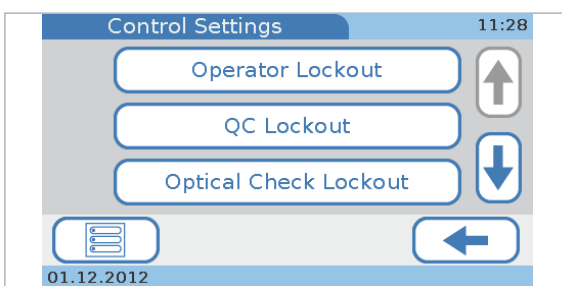 Control Settings 11:28
Operator Lockout
QC Lockout
Optical Check Lockout
01.12.2012